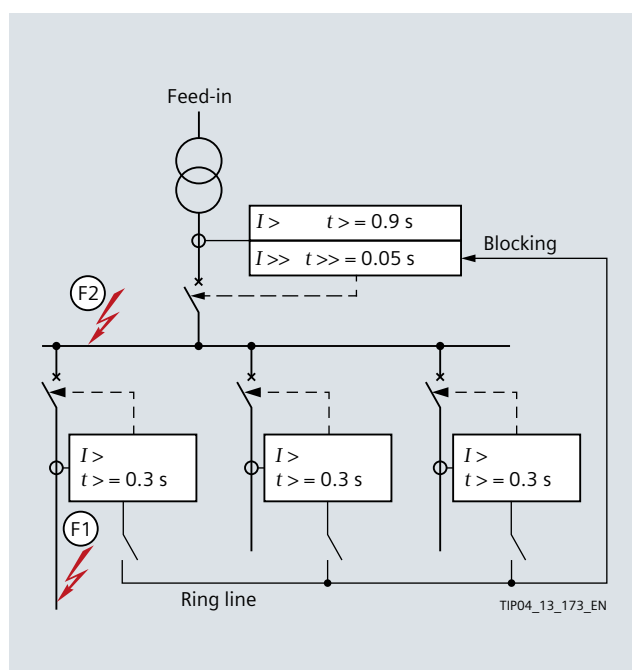 Feed-in
I > t > = 0.9 s
I >> t >> = 0.05 s
Blocking
F2
I >
t > = 0.3 s
I >
t > = 0.3 s
I >
t > = 0.3 s
F1
Ring line
TIP04_13_173_EN